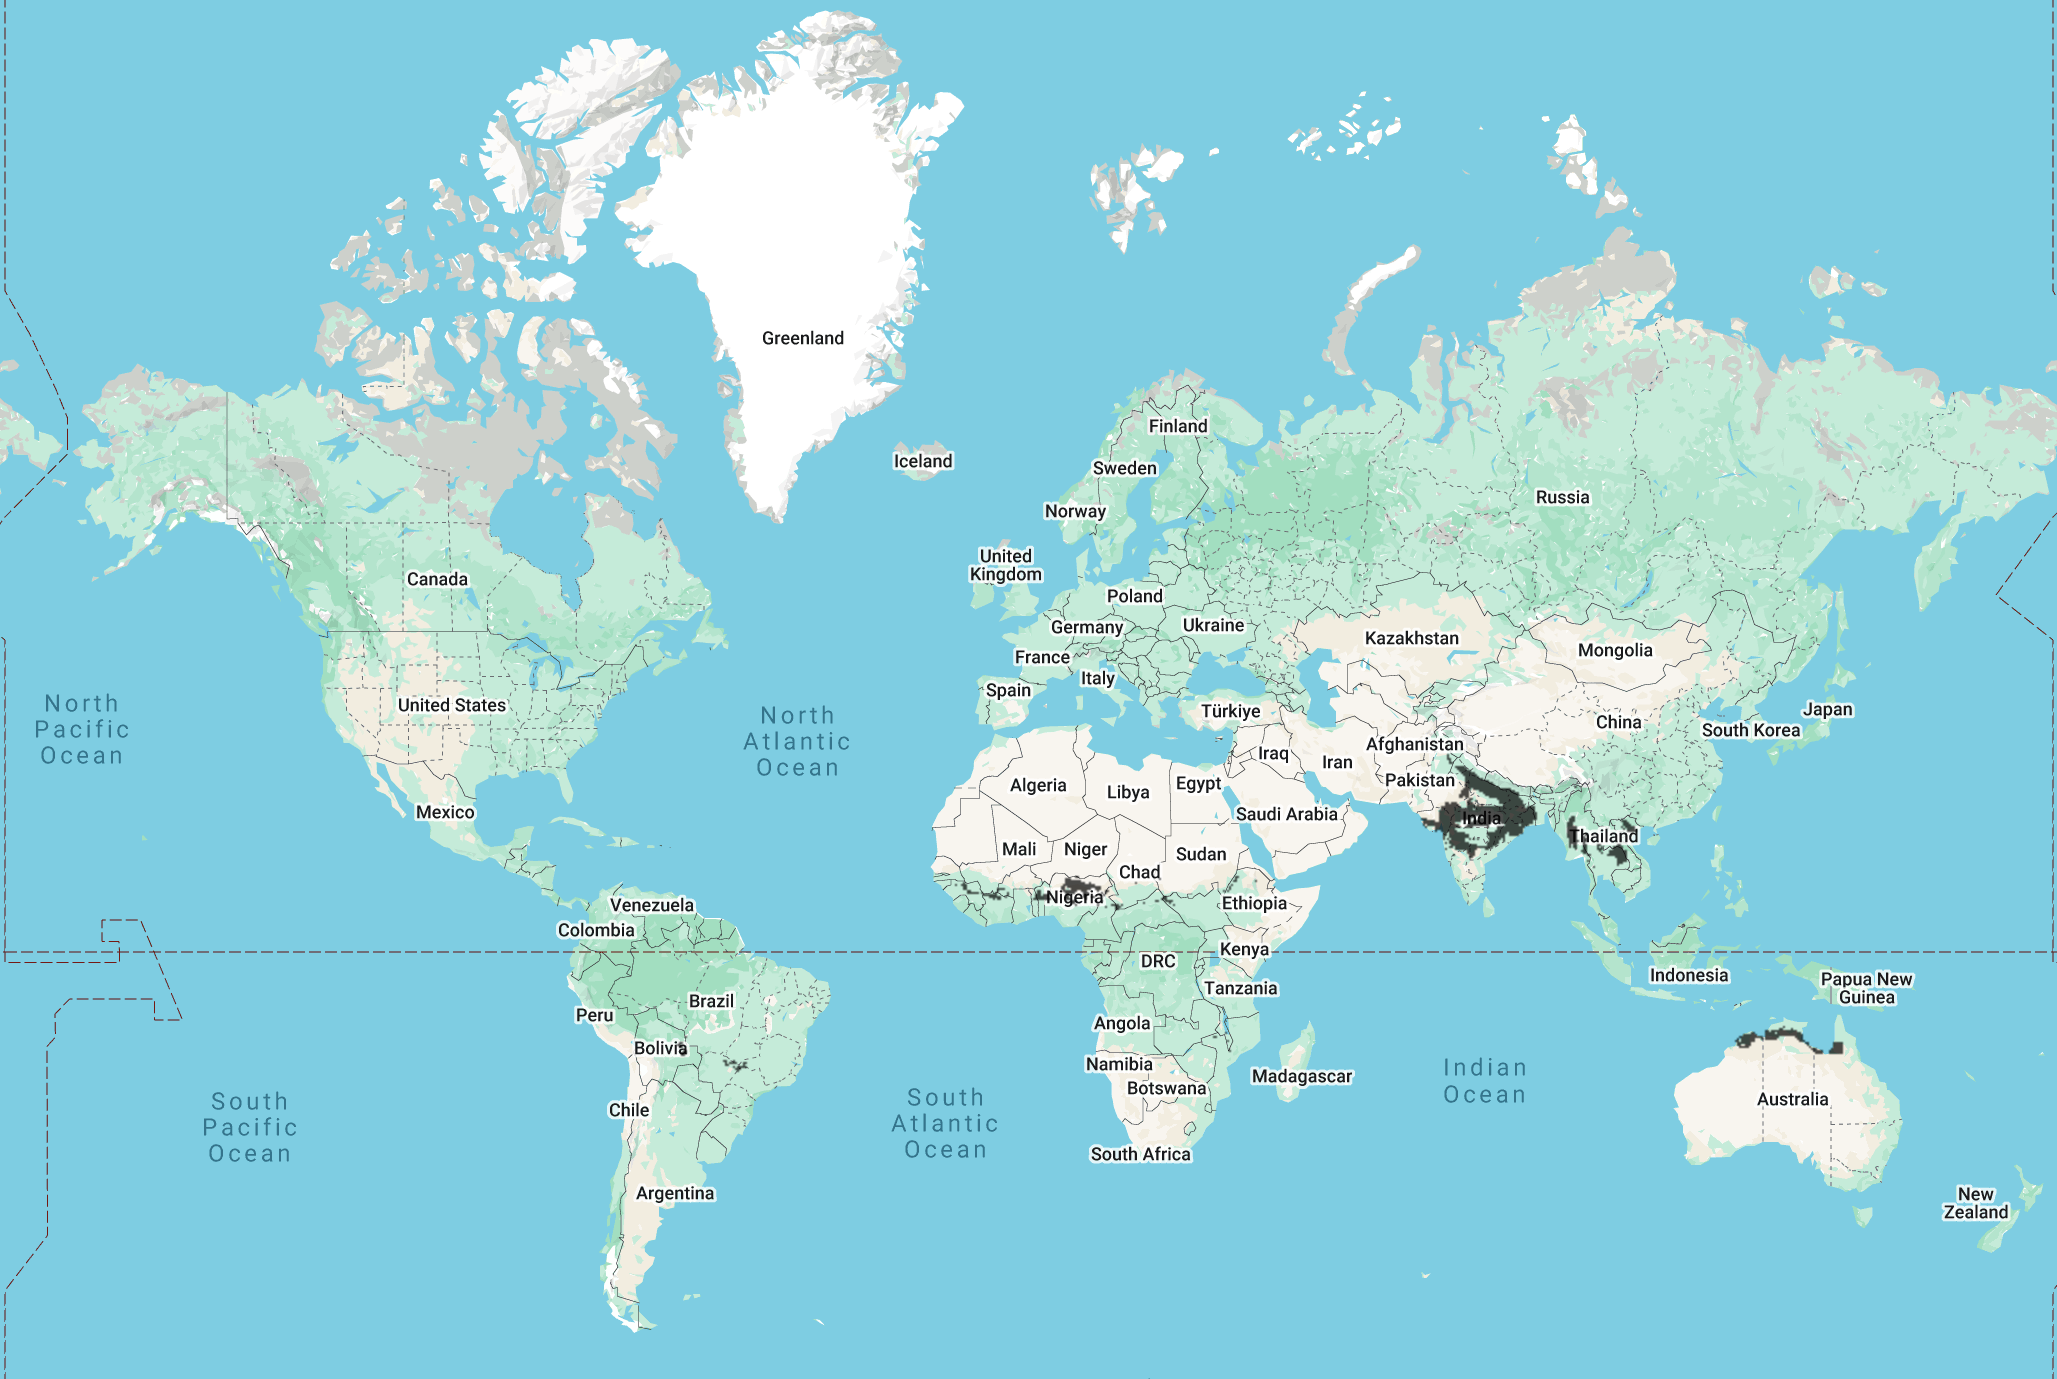 Greenland
Finland
Iceland
Sweden
Russia
Norway
United
Kingdom
Canada
Poland
Germany
Ukraine
Kazakhstan
Mongolia
France
Italy
Spain
United States
Türkiye
China
Japan
South Korea
North
Pacific
Ocean
North
Atlantic
Ocean
Afghanistan
Iraq
Iran
Algeria
Libya
Egypt
Pakistan
Mexico
Saudi Arabia
India
Thailand
Mali
Niger
Sudan
Chad
Nigeria
Ethiopia
Venezuela
Colombia
Kenya
DRC
Indonesia
Tanzania
Papua New
Guinea
Brazil
Peru
Angola
Bolivia
Namibia
Botswana
Madagascar
Indian
Ocean
Australia
Chile
South
Pacific
Ocean
South
Atlantic
Ocean
South Africa
Argentina
New
Zealand